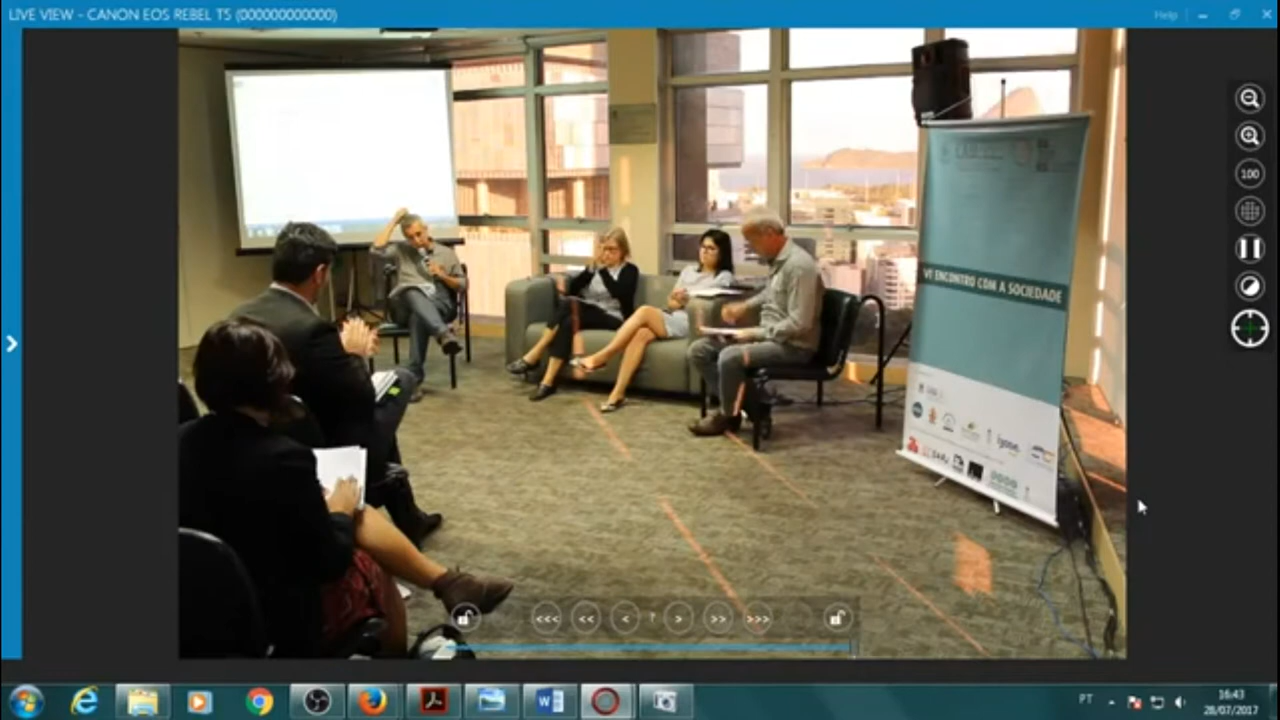 LIVE VIEW - CANON EOS REBEL T5 (000000000000)
Help
100
VI ENCONTRO COM A SOCIEDADE
<<< << < ? > >> >>>
PT
16:43
28/07/2017